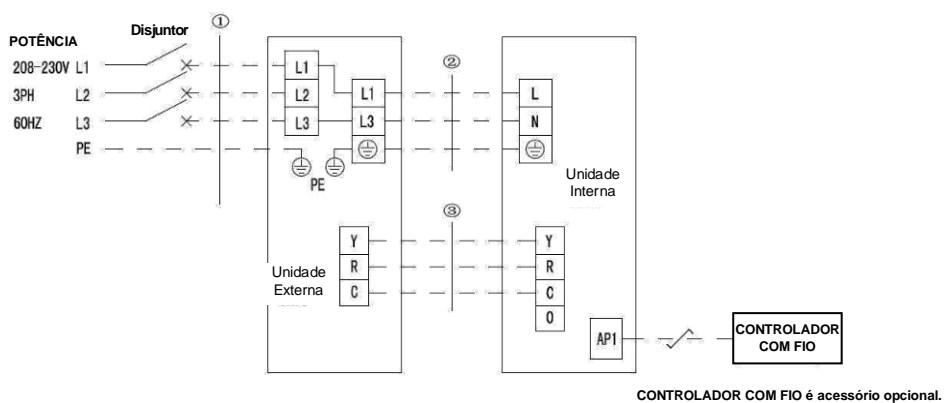 ①
Disjuntor
POTÊNCIA
208-230V L1
3PH L2
60HZ L3
PE
L1
L2
L3
L1
L3
PE
②
L
N
Unidade
Interna
③
Y
R
C
Unidade
Externa
Y
R
C
O
AP1
CONTROLADOR
COM FIO
CONTROLADOR COM FIO é acessório opcional.